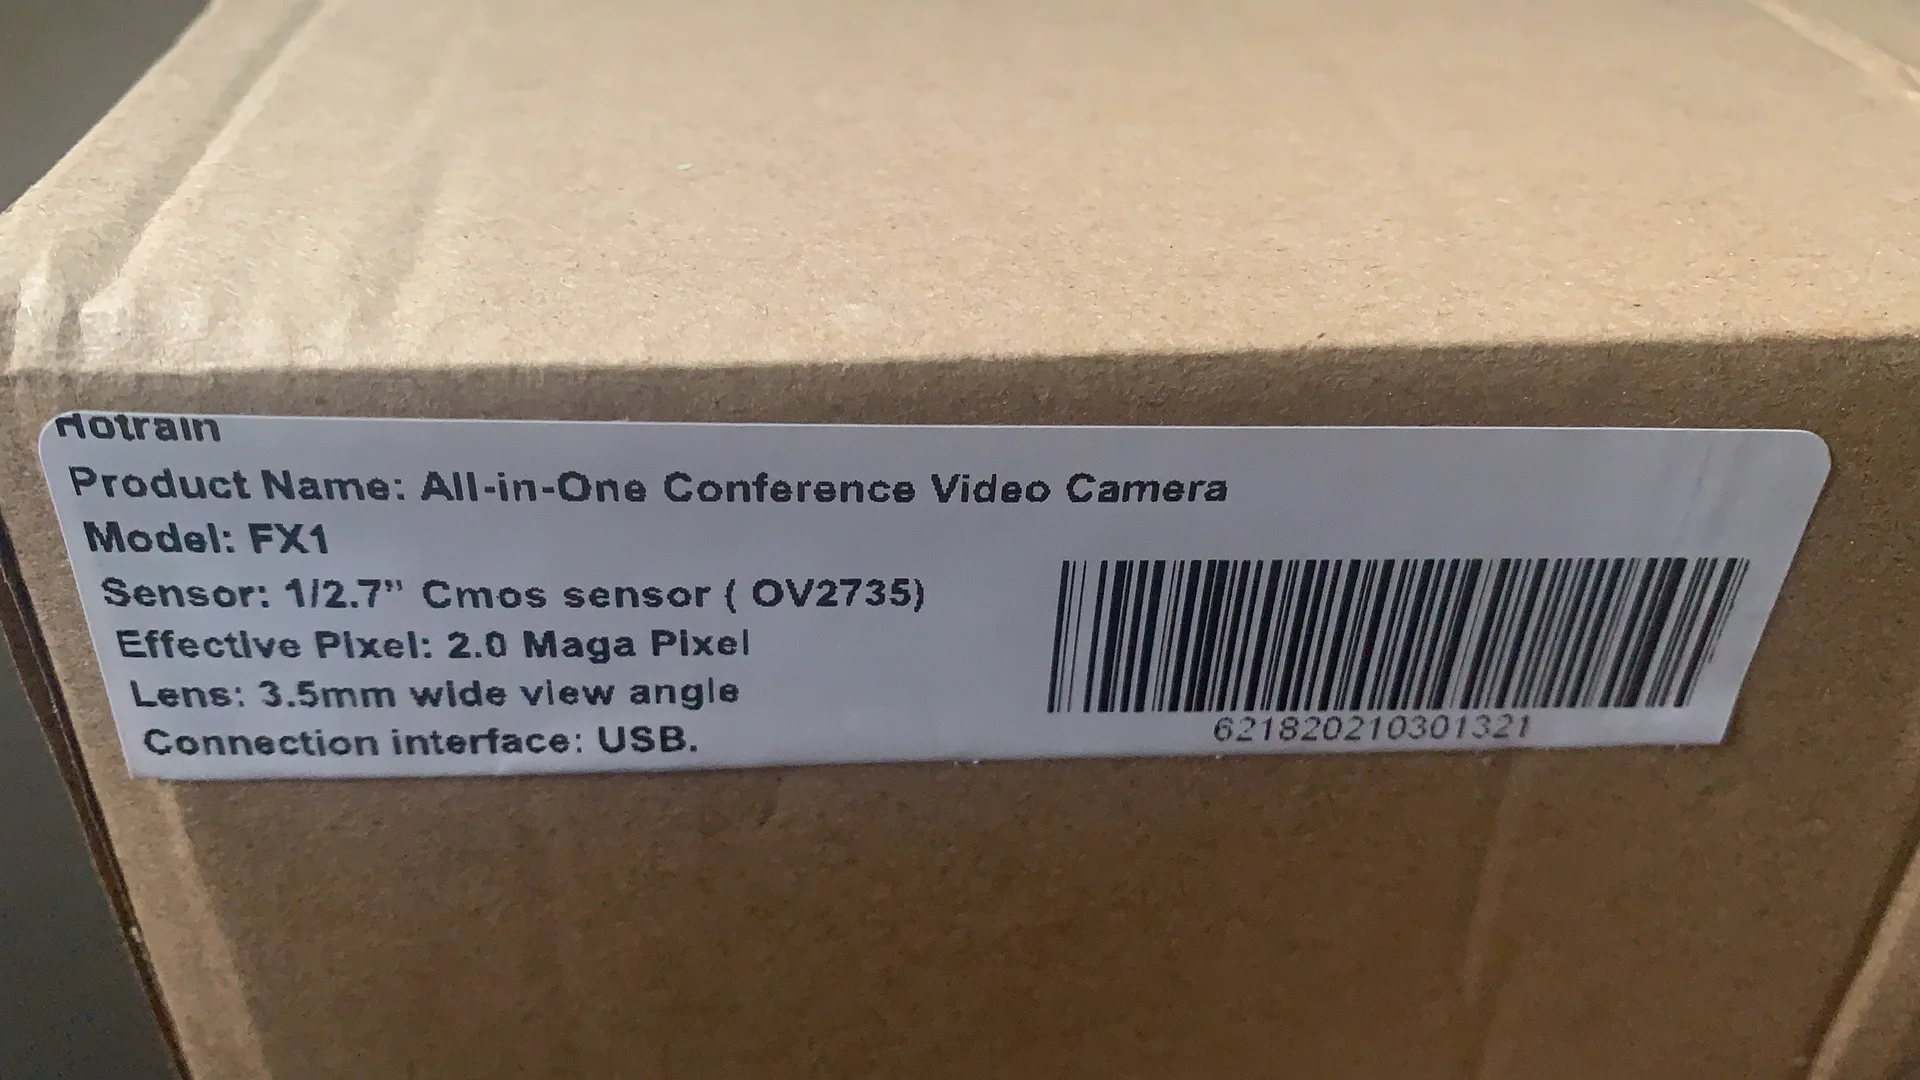 Hotrain
Product Name: All-in-One Conference Video Camera
Model: FX1
Sensor: 1/2.7” Cmos sensor ( OV2735)
Effective Pixel: 2.0 Maga Pixel
Lens: 3.5mm wide view angle
Connection interface: USB.
621820210301321